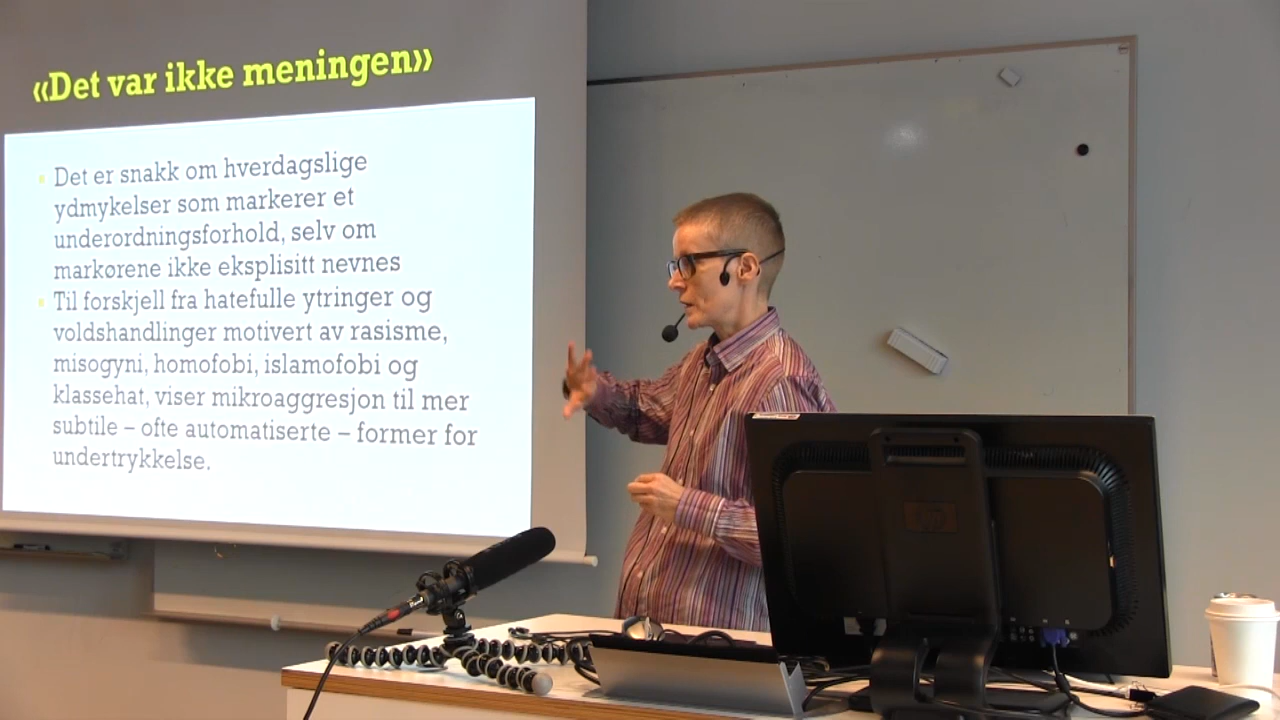 «Det var ikke meningen»
Det er snakk om hverdagslige
ydmykelser som markerer et
underordningsforhold, selv om
markørene ikke eksplisitt nevnes
Til forskjell fra hatefulle ytringer og
voldshandlinger motivert av rasisme,
misogyni, homofobi, islamofobi og
klassehat, viser mikroaggresjon til mer
subtile – ofte automatiserte – former for
undertrykkelse.
hp